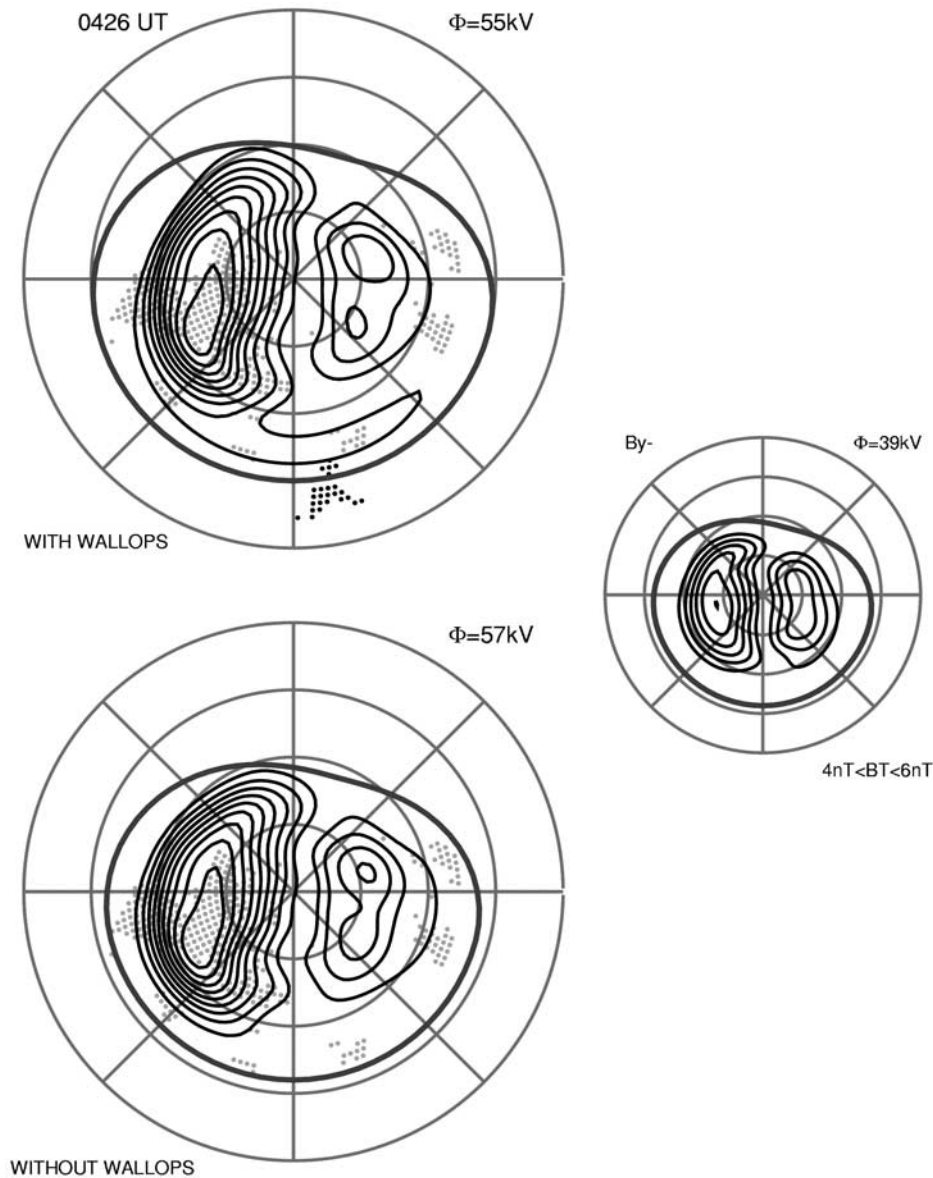 0426 UT
Φ=55kV
WITH WALLOPS
By-
Φ=39kV
4nT<BT<6nT
Φ=57kV
WITHOUT WALLOPS